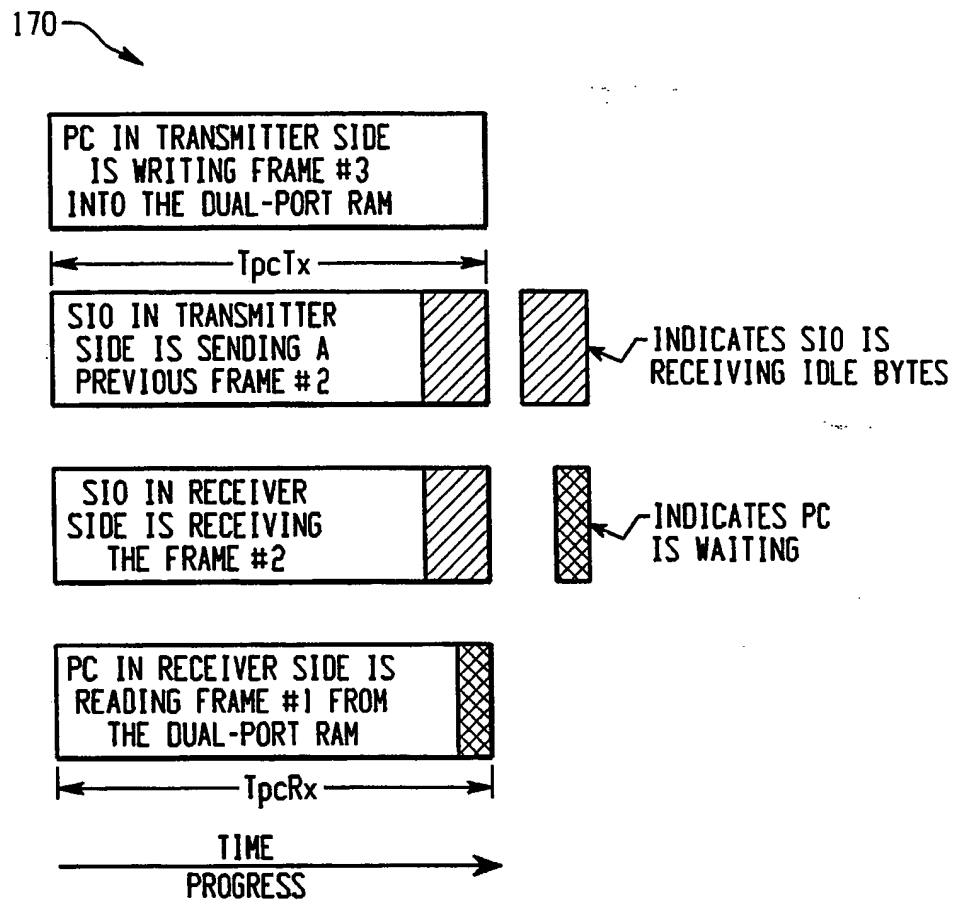 170
PC IN TRANSMITTER SIDE
IS WRITING FRAME #3
INTO THE DUAL-PORT RAM
TpcTx
SIO IN TRANSMITTER
SIDE IS SENDING A
PREVIOUS FRAME #2
INDICATES SIO IS
RECEIVING IDLE BYTES
SIO IN RECEIVER
SIDE IS RECEIVING
THE FRAME #2
INDICATES PC
IS WAITING
PC IN RECEIVER SIDE IS
READING FRAME #1 FROM
THE DUAL-PORT RAM
TpcRx
TIME
PROGRESS